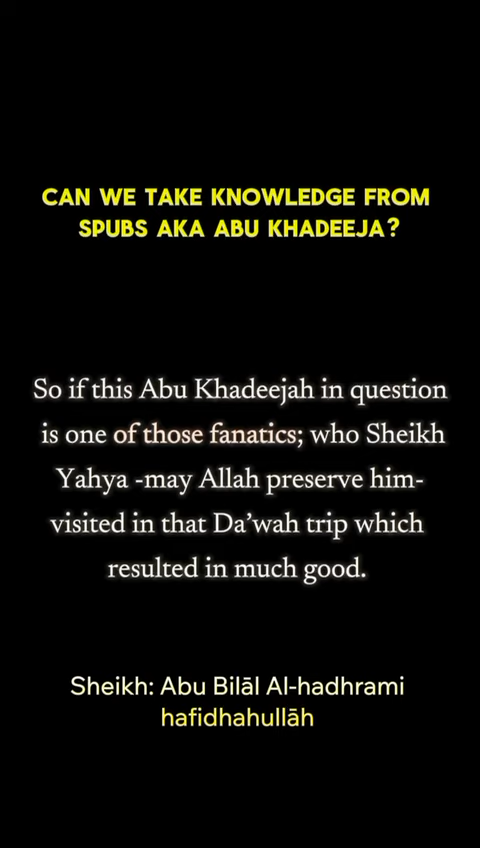 CAN WE TAKE KNOWLEDGE FROM
SPUBS AKA ABU KHADEEJA?
So if this Abu Khadeejah in question
is one of those fanatics; who Sheikh
Yahya -may Allah preserve him-
visited in that Da’wah trip which
resulted in much good.
Sheikh: Abu Bilāl Al-hadhrami
hafidhahullāh